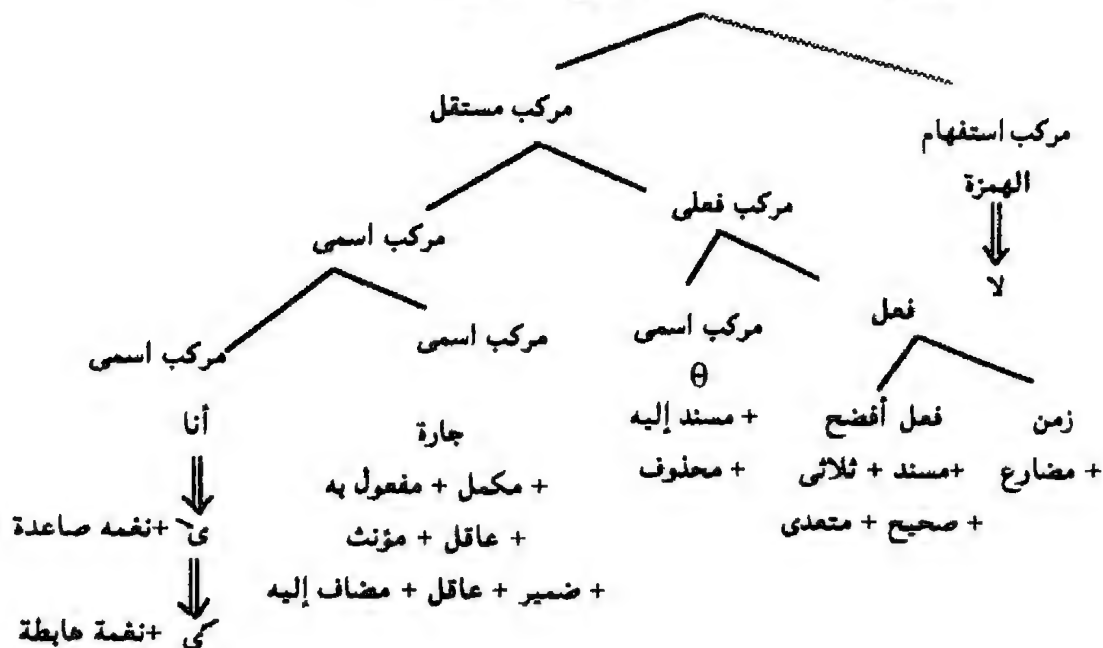 مركب مستقل
مركب استفهام
الهمزة
لا
مركب اسمى
مركب فعلى
مركب اسمى
مركب اسمى
مركب اسمى
فعل
أنا
جارة
θ
+ مكمل + مفعول به
+ عاقل + مؤنث
+ ضمير + عاقل + مضاف إليه
+ مسند إليه
+ محذوف
فعل أفضح
+مسند + ثلاثى
+ صحيح + متعدى
زمن
+ مضارع
ىَ +نغمه صاعدة
ىَ +نغمة هابطة